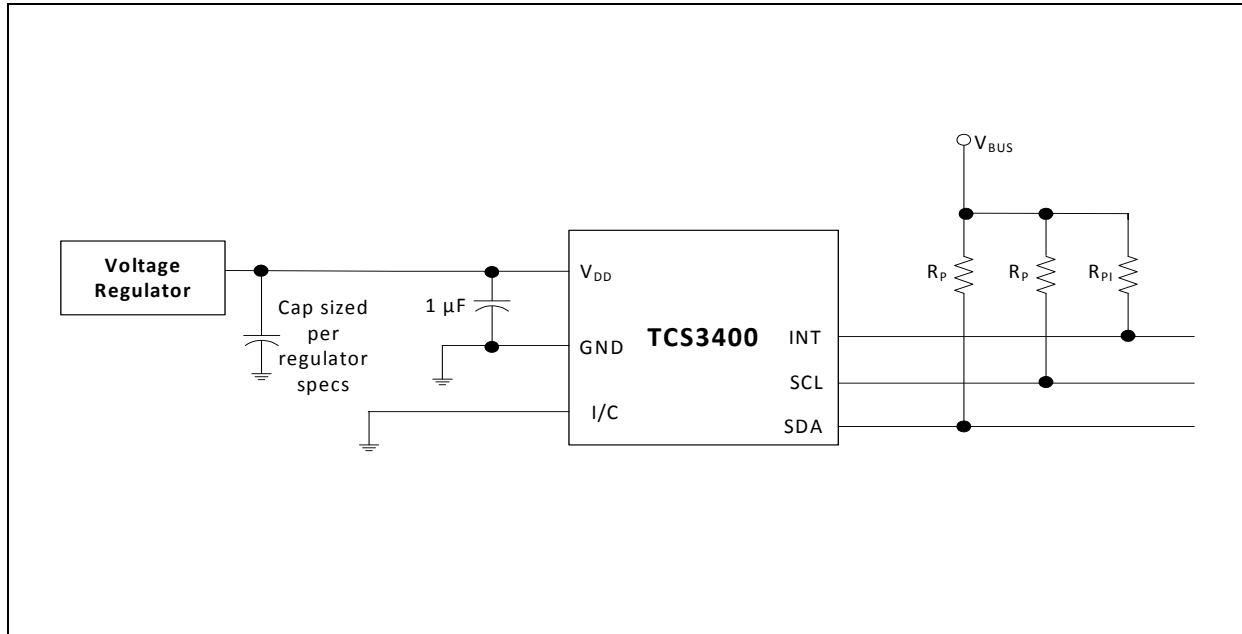 V_BUS
Voltage
Regulator
Cap sized
per
regulator
specs
1 µF
V_DD
GND
I/C
TCS3400
INT
SCL
SDA
R_P
R_P
R_PI